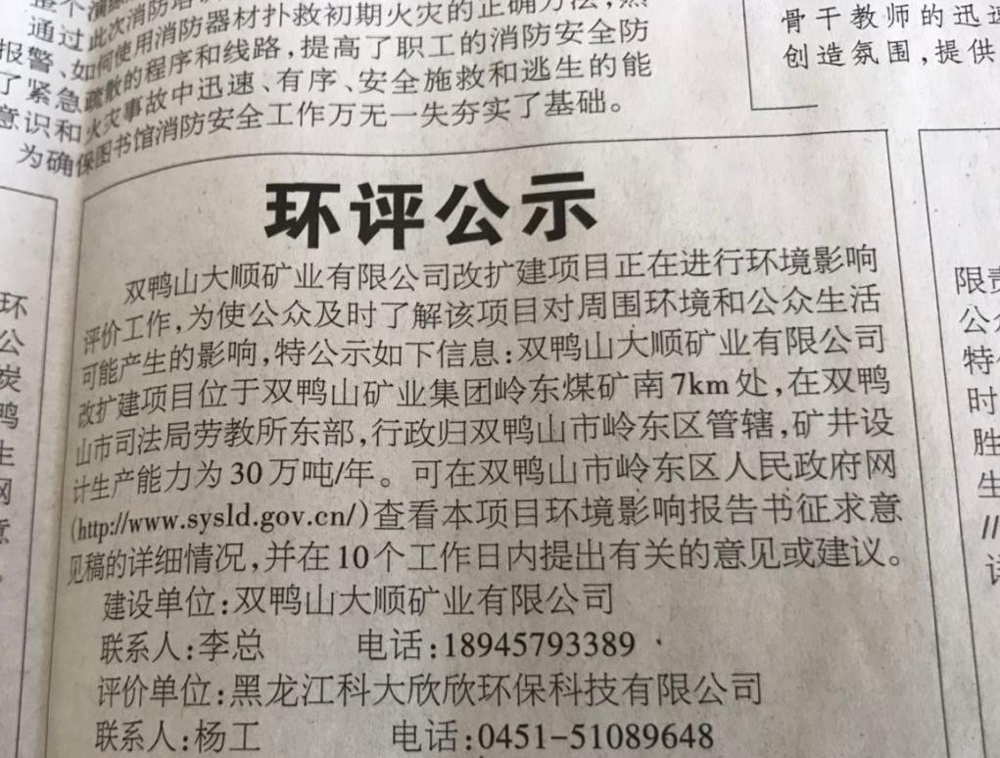 通过此次消防培
报警、如何使用消防器材扑救初期火灾的正确方法,
了紧急疏散的程序和线路,提高了职工的消防安全防
意识和火灾事故中迅速、有序、安全施救和逃生的能
为确保图书馆消防安全工作万无一失夯实了基础。
骨干教师的迅速
创造氛围,提供
环评公示
双鸭山大顺矿业有限公司改扩建项目正在进行环境影响
评价工作,为使公众及时了解该项目对周围环境和公众生活
可能产生的影响,特公示如下信息:双鸭山大顺矿业有限公司
改扩建项目位于双鸭山矿业集团岭东煤矿南7km处,在双鸭
山市司法局劳教所东部,行政归双鸭山市岭东区管辖,矿井设
计生产能力为30万吨/年。可在双鸭山市岭东区人民政府网
(http://www.sysld.gov.cn/)查看本项目环境影响报告书征求意
见稿的详细情况,并在10个工作日内提出有关的意见或建议。
建设单位:双鸭山大顺矿业有限公司
联系人:李总 电话:18945793389
评价单位:黑龙江科大欣欣环保科技有限公司
联系人:杨工 电话:0451-51089648
环
公
炭
鸭
生
网
意
限责
公众
特
时
胜
生
//